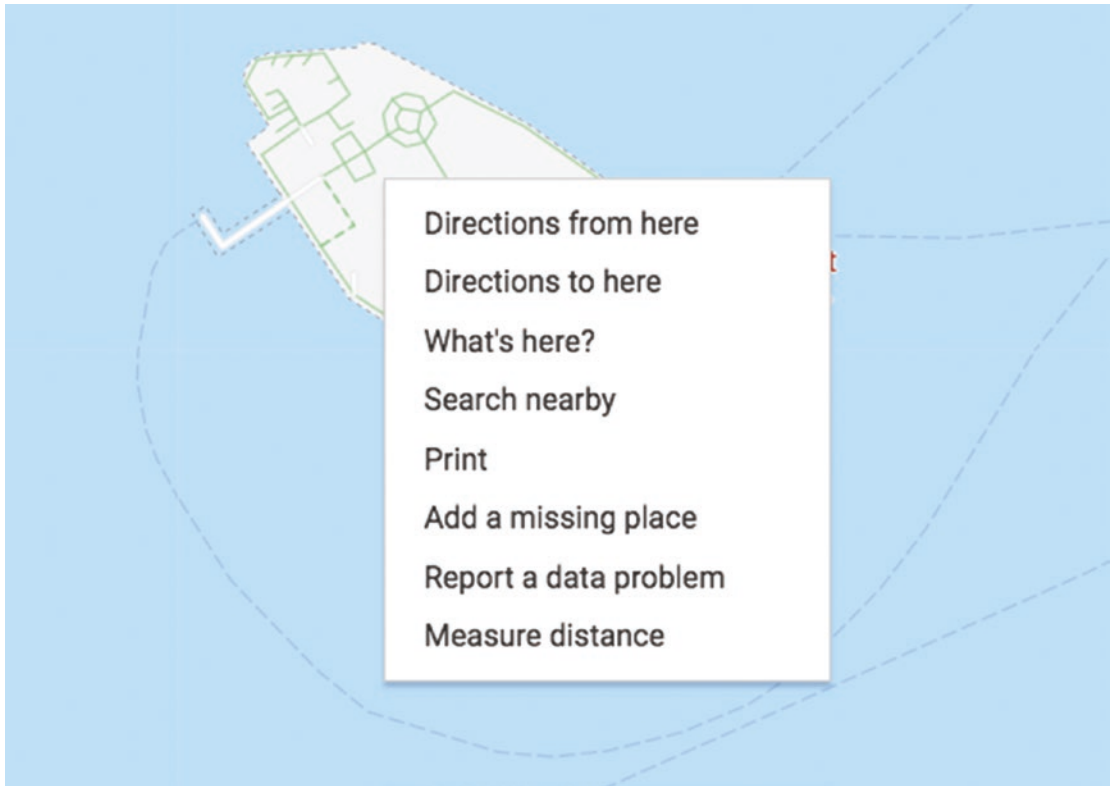 Directions from here
Directions to here
What's here?
Search nearby
Print
Add a missing place
Report a data problem
Measure distance
t